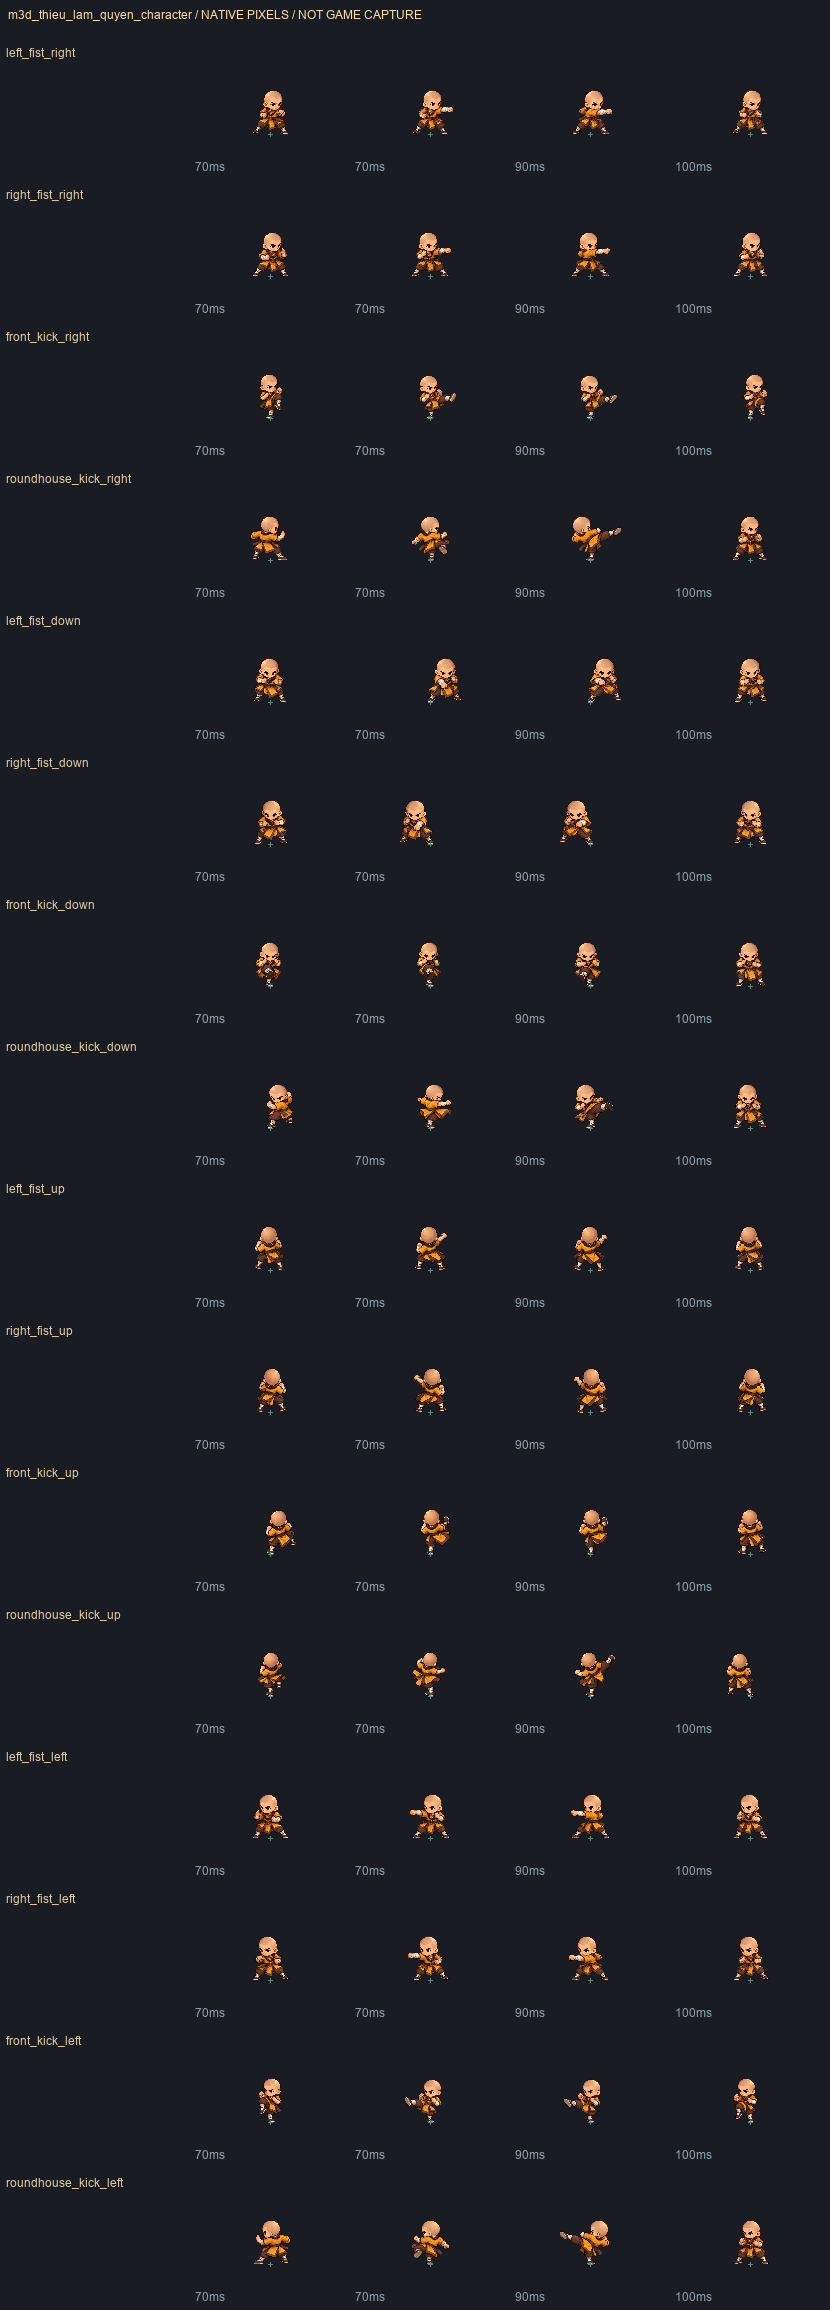 m3d_thieu_lam_quyen_character / NATIVE PIXELS / NOT GAME CAPTURE
left_fist_right
70ms 70ms 90ms 100ms
right_fist_right
70ms 70ms 90ms 100ms
front_kick_right
70ms 70ms 90ms 100ms
roundhouse_kick_right
70ms 70ms 90ms 100ms
left_fist_down
70ms 70ms 90ms 100ms
right_fist_down
70ms 70ms 90ms 100ms
front_kick_down
70ms 70ms 90ms 100ms
roundhouse_kick_down
70ms 70ms 90ms 100ms
left_fist_up
70ms 70ms 90ms 100ms
right_fist_up
70ms 70ms 90ms 100ms
front_kick_up
70ms 70ms 90ms 100ms
roundhouse_kick_up
70ms 70ms 90ms 100ms
left_fist_left
70ms 70ms 90ms 100ms
right_fist_left
70ms 70ms 90ms 100ms
front_kick_left
70ms 70ms 90ms 100ms
roundhouse_kick_left
70ms 70ms 90ms 100ms